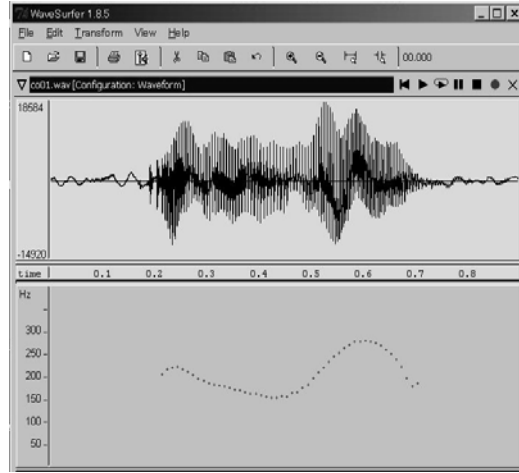 WaveSurfer 1.8.5
File Edit Transform View Help
00.000
co01.wav [Configuration: Waveform]
18584
-14920
time 0.1 0.2 0.3 0.4 0.5 0.6 0.7 0.8
Hz
300
250
200
150
100
50